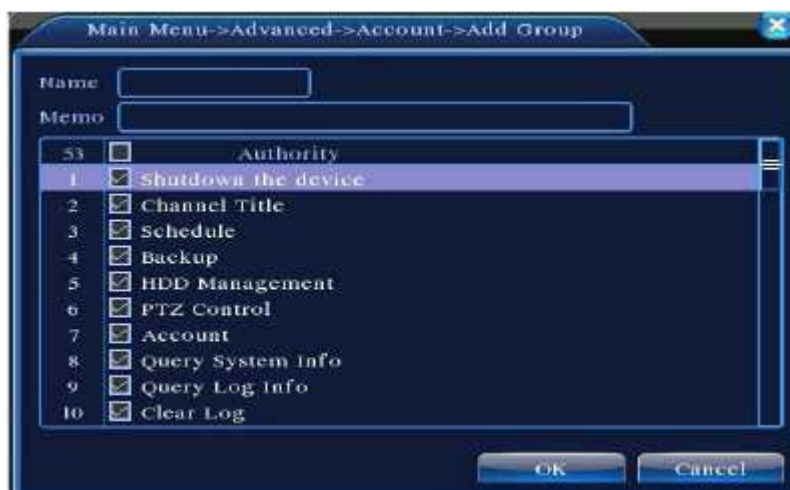 Main Menu->Advanced->Account->Add Group
Name
Memo
53 Authority
1 Shutdown the device
2 Channel Title
3 Schedule
4 Backup
5 HDD Management
6 PTZ Control
7 Account
8 Query System Info
9 Query Log Info
10 Clear Log
OK Cancel